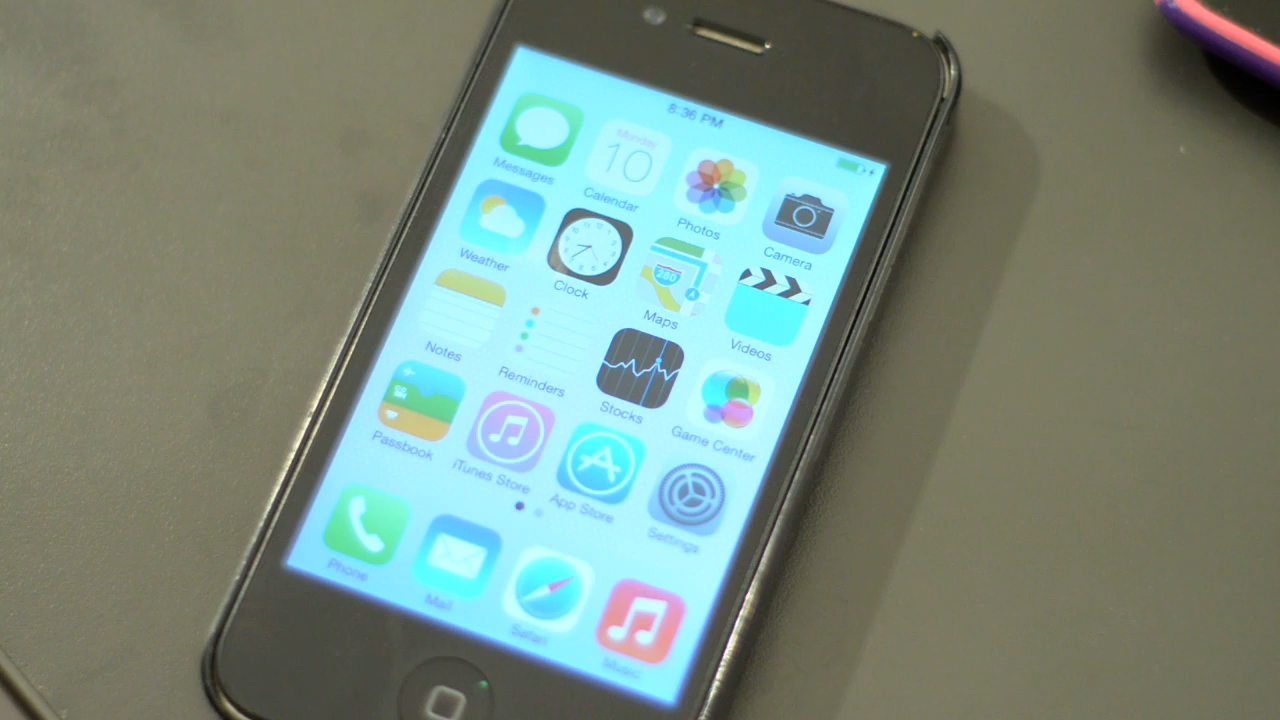 8:36 PM
Monday
10
Messages
Calendar
Photos
Camera
Weather
Clock
280
Maps
Videos
Notes
Reminders
Stocks
Game Center
Passbook
iTunes Store
App Store
Settings
Phone
Mail
Safari
Music